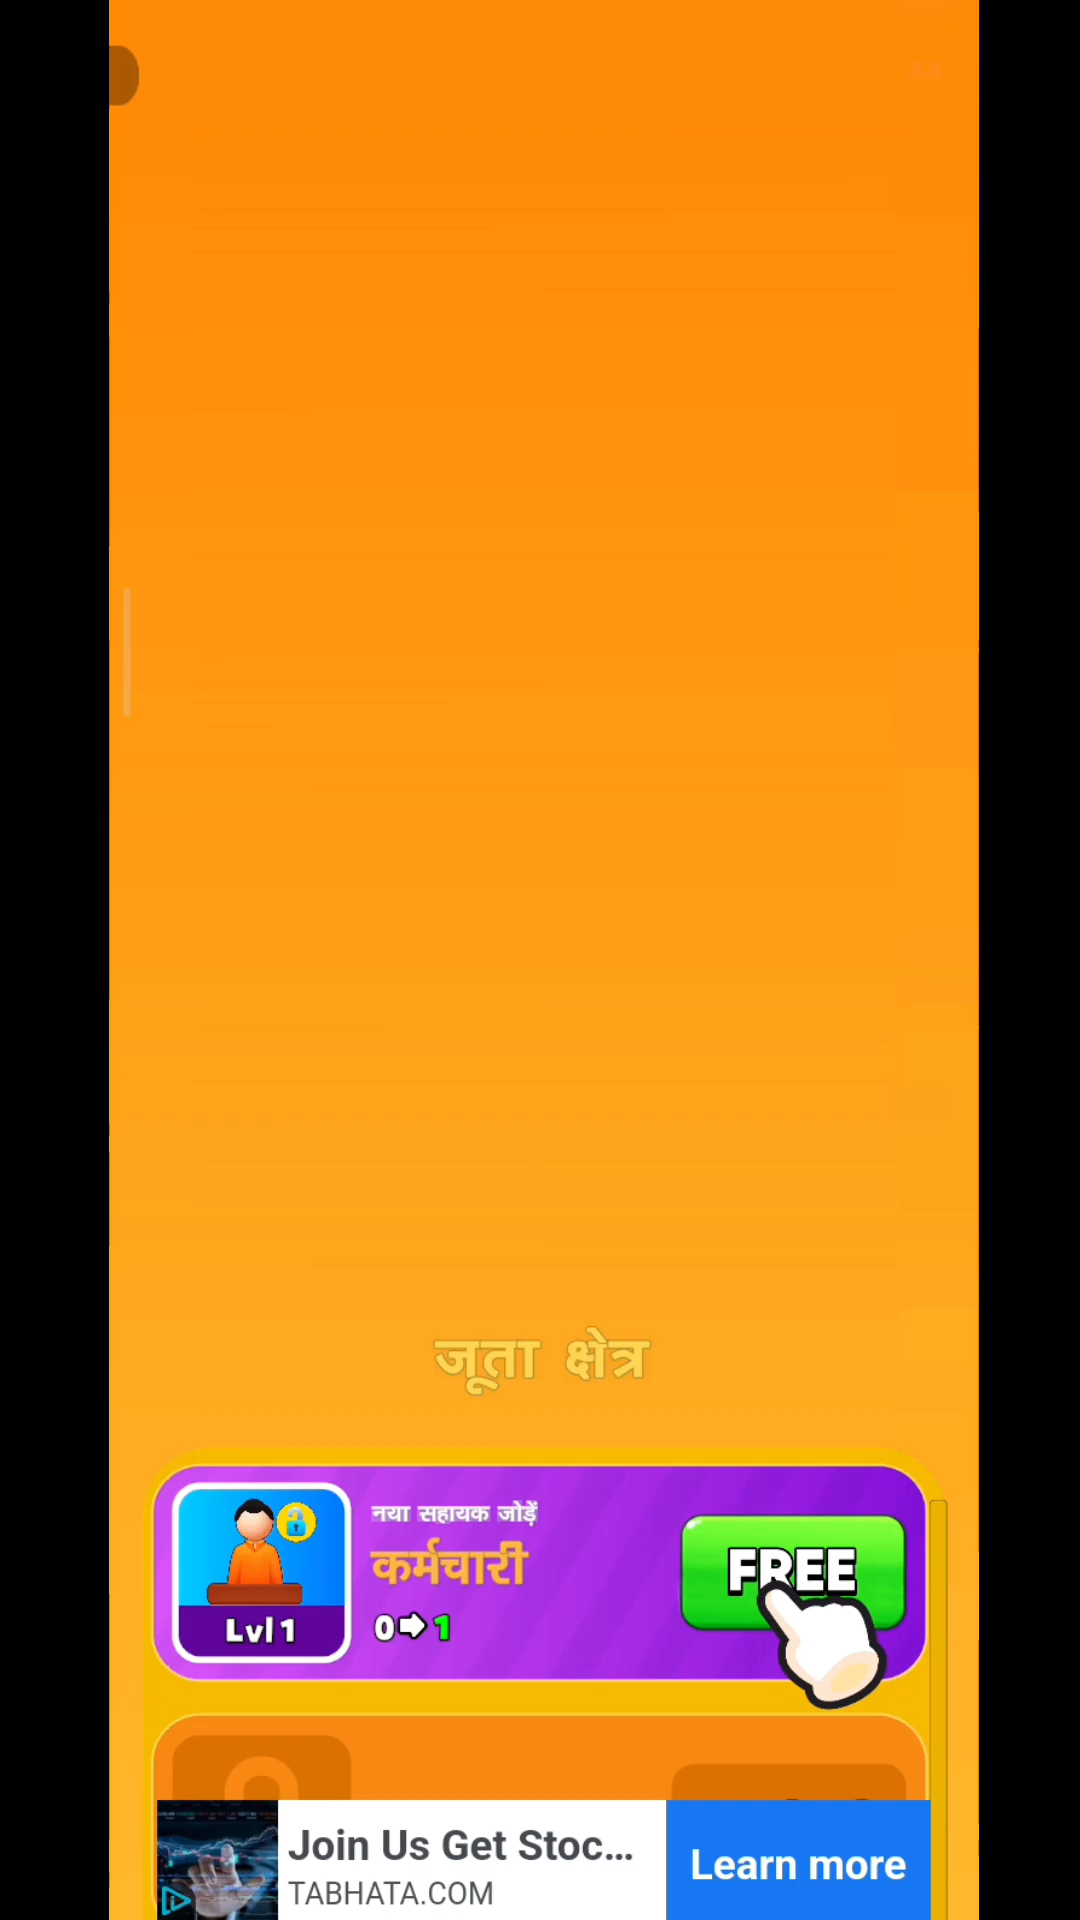 जूता क्षेत्र
नया सहायक जोड़ें
कर्मचारी
0➡1
Lvl 1
FREE
Join Us Get Stoc...
TABHATA.COM
Learn more